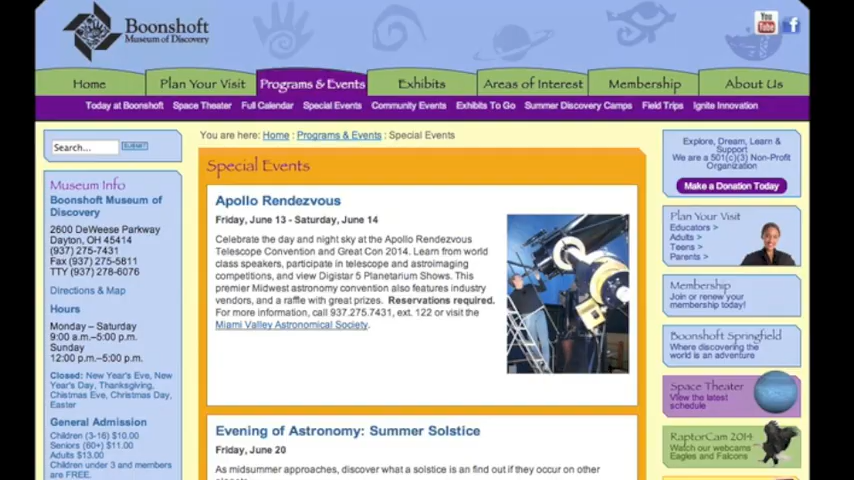 Boonshoft
Museum of Discovery
You
Tube
f
Home
Plan Your Visit
Programs & Events
Exhibits
Areas of Interest
Membership
About Us
Today at Boonshoft
Space Theater
Full Calendar
Special Events
Community Events
Exhibits To Go
Summer Discovery Camps
Field Trips
Ignite Innovation
Search...
SUBMIT
Museum Info
Boonshoft Museum of
Discovery
2600 DeWeese Parkway
Dayton, OH 45414
(937) 275-7431
Fax (937) 275-5811
TTY (937) 278-6076
Directions & Map
Hours
Monday – Saturday
9:00 a.m.–5:00 p.m.
Sunday
12:00 p.m.–5:00 p.m.
Closed: New Year's Eve, New
Year's Day, Thanksgiving,
Chistmas Eve, Christmas Day,
Easter
General Admission
Children (3-16) $10.00
Seniors (60+) $11.00
Adults $13.00
Children under 3 and members
are FREE.
You are here: Home : Programs & Events : Special Events
Special Events
Apollo Rendezvous
Friday, June 13 - Saturday, June 14
Celebrate the day and night sky at the Apollo Rendezvous
Telescope Convention and Great Con 2014. Learn from world
class speakers, participate in telescope and astroimaging
competitions, and view Digistar 5 Planetarium Shows. This
premier Midwest astronomy convention also features industry
vendors, and a raffle with great prizes. Reservations required.
For more information, call 937.275.7431, ext. 122 or visit the
Miami Valley Astronomical Society.
Evening of Astronomy: Summer Solstice
Friday, June 20
As midsummer approaches, discover what a solstice is an find out if they occur on other
Explore, Dream, Learn &
Support
We are a 501(c)(3) Non-Profit
Organization
Make a Donation Today
Plan Your Visit
Educators >
Adults >
Teens >
Parents >
Membership
Join or renew your
membership today!
Boonshoft Springfield
Where discovering the
world is an adventure
Space Theater
View the latest
schedule
RaptorCam 2014
Watch our webcams
Eagles and Falcons